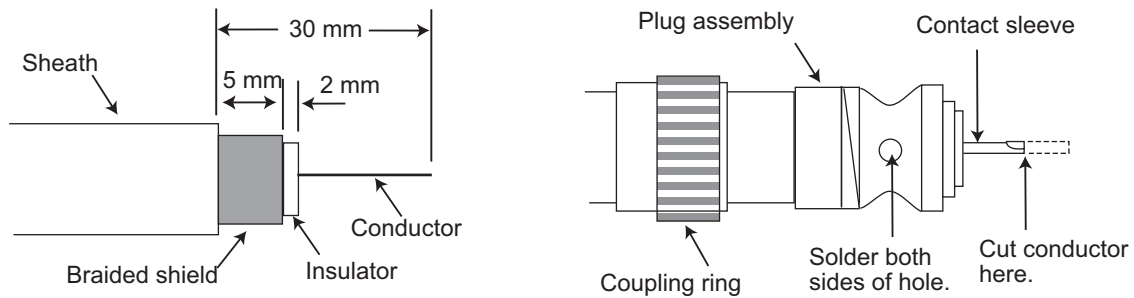 30 mm
Sheath
5 mm
2 mm
Conductor
Braided shield
Insulator
Plug assembly
Contact sleeve
Coupling ring
Solder both
sides of hole.
Cut conductor
here.